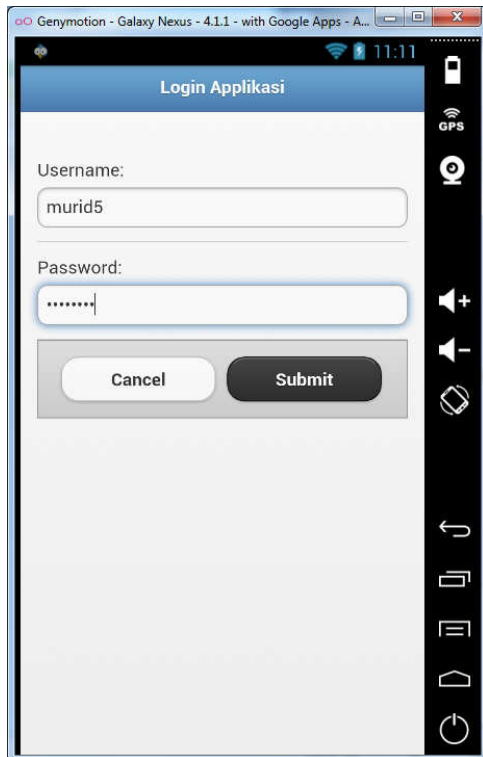 Genymotion - Galaxy Nexus - 4.1.1 - with Google Apps - A...
11:11
Login Applikasi
GPS
Username:
murid5
Password:
••••••••
Cancel
Submit